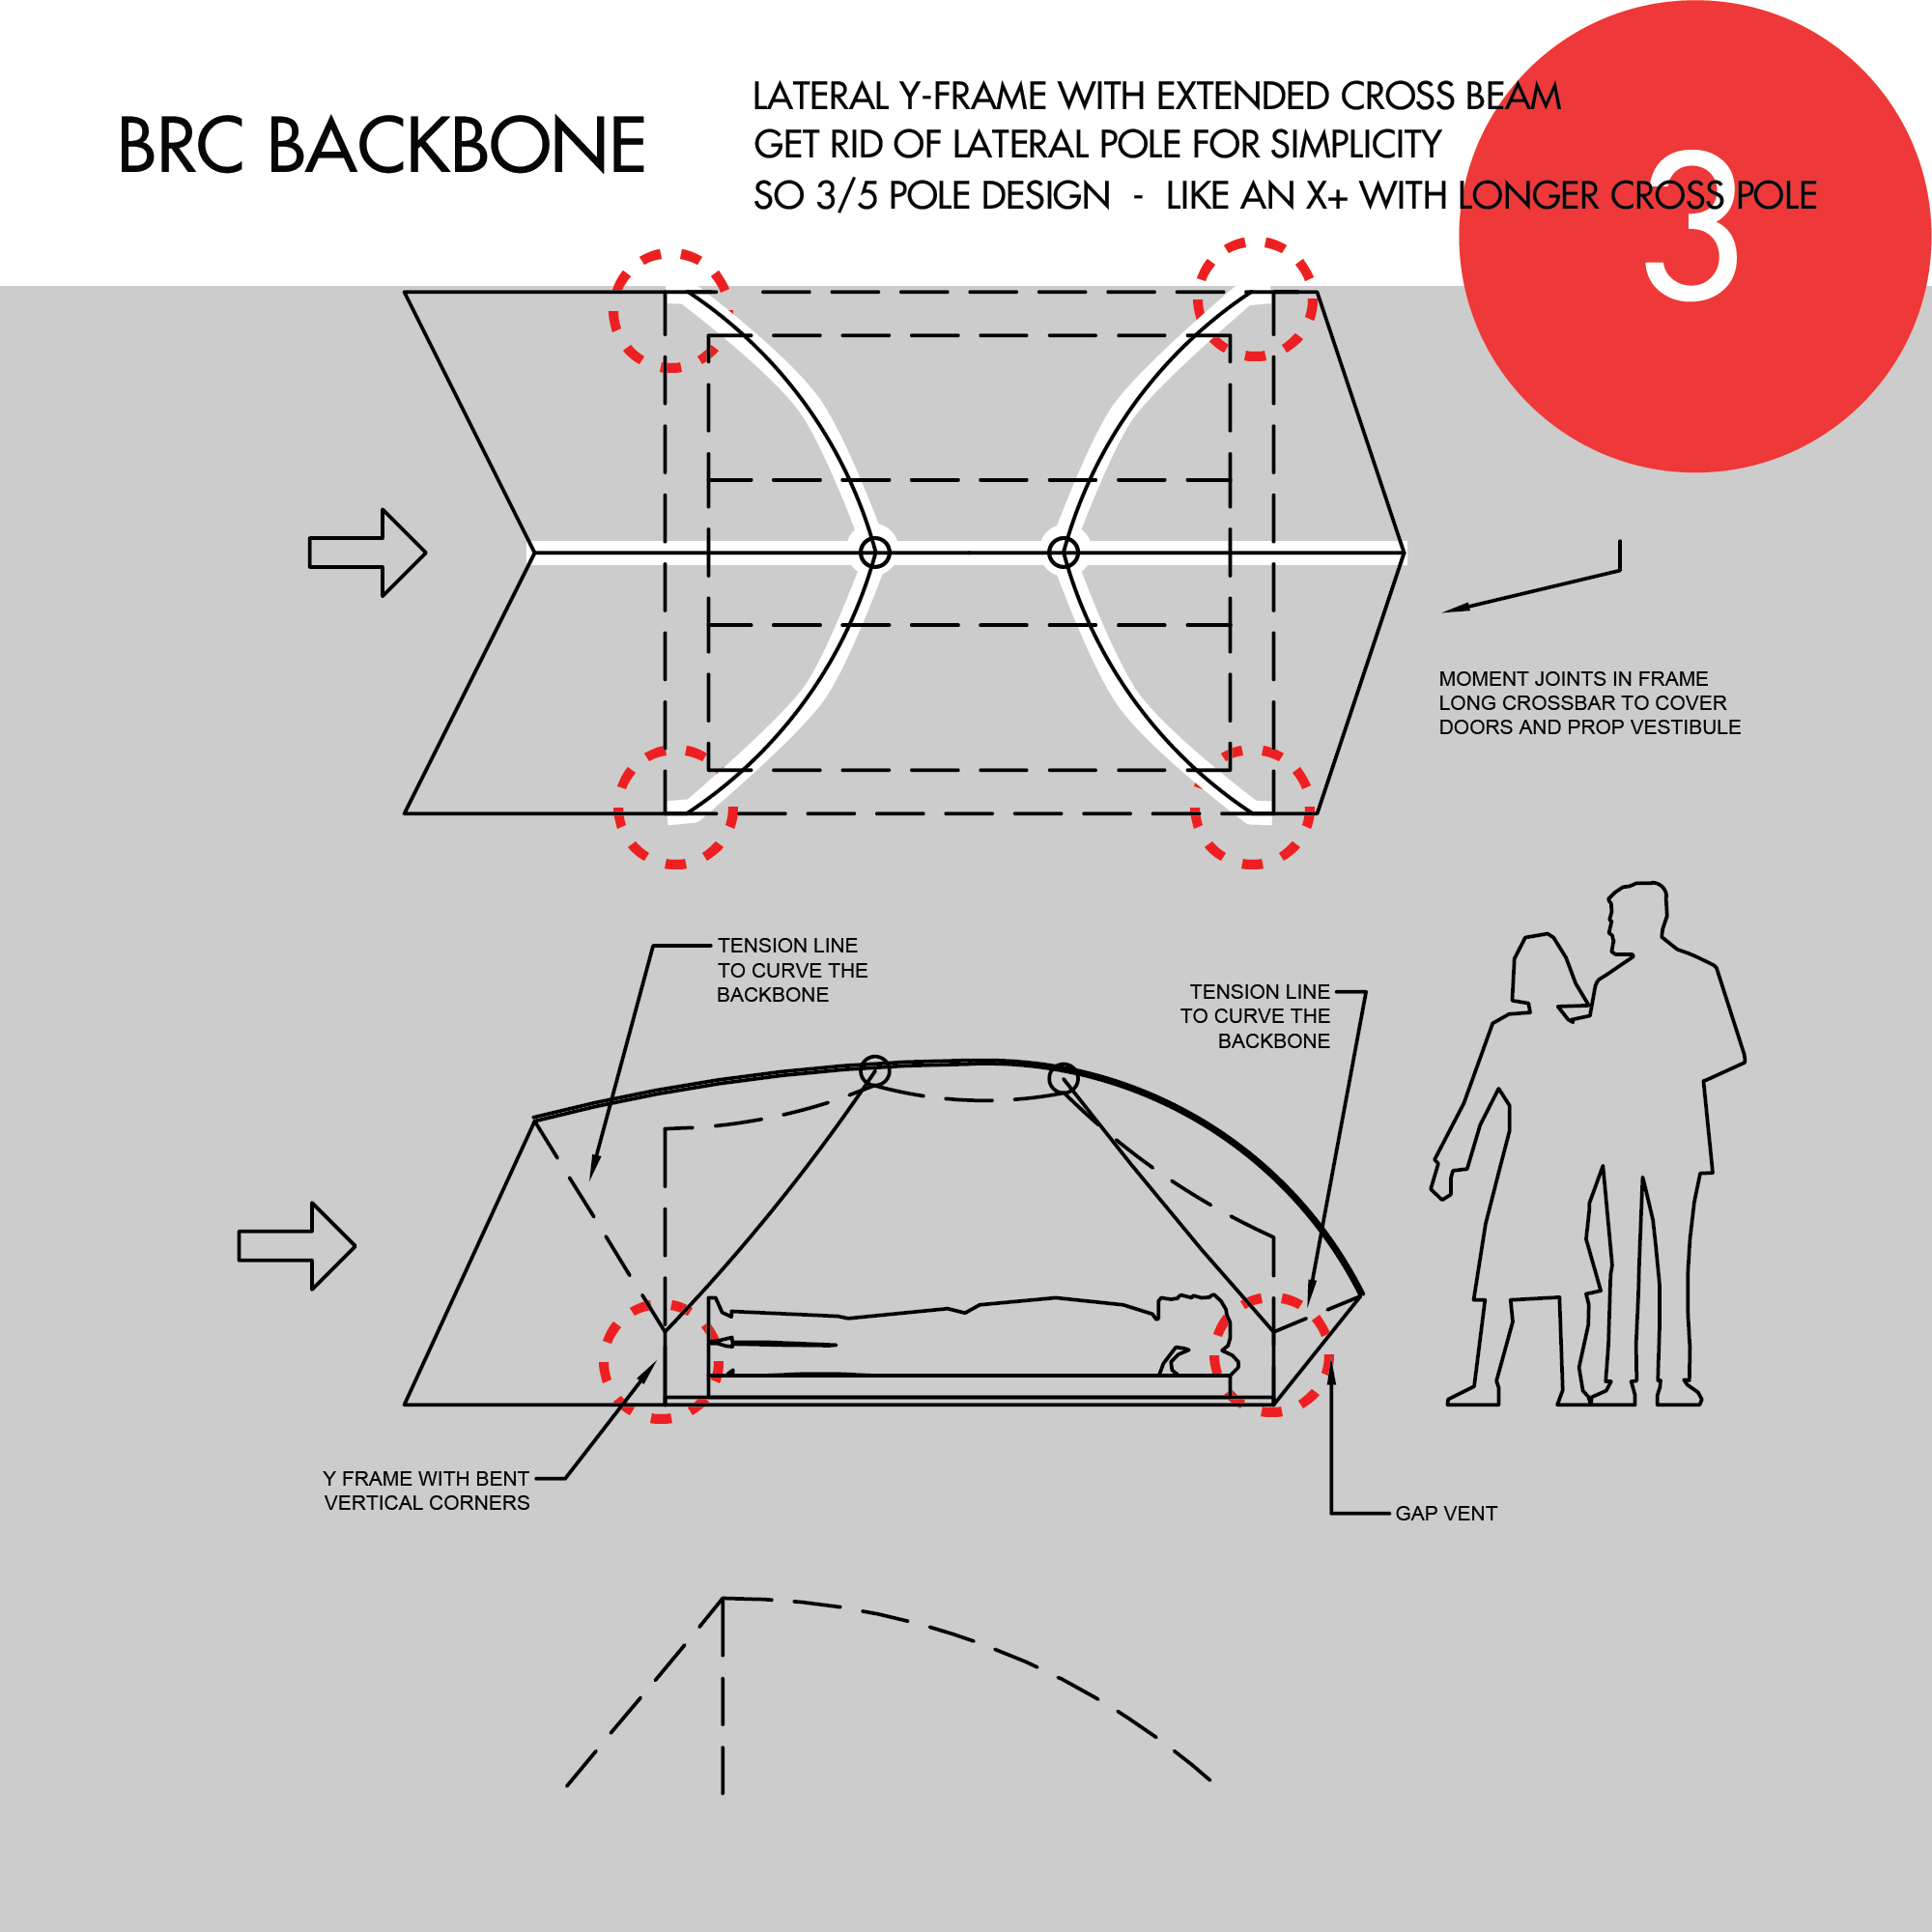 BRC BACKBONE
LATERAL Y-FRAME WITH EXTENDED CROSS BEAM
GET RID OF LATERAL POLE FOR SIMPLICITY
SO 3/5 POLE DESIGN - LIKE AN X+ WITH LONGER CROSS POLE
3
MOMENT JOINTS IN FRAME
LONG CROSSBAR TO COVER
DOORS AND PROP VESTIBULE
TENSION LINE
TO CURVE THE
BACKBONE
TENSION LINE
TO CURVE THE
BACKBONE
Y FRAME WITH BENT
VERTICAL CORNERS
GAP VENT